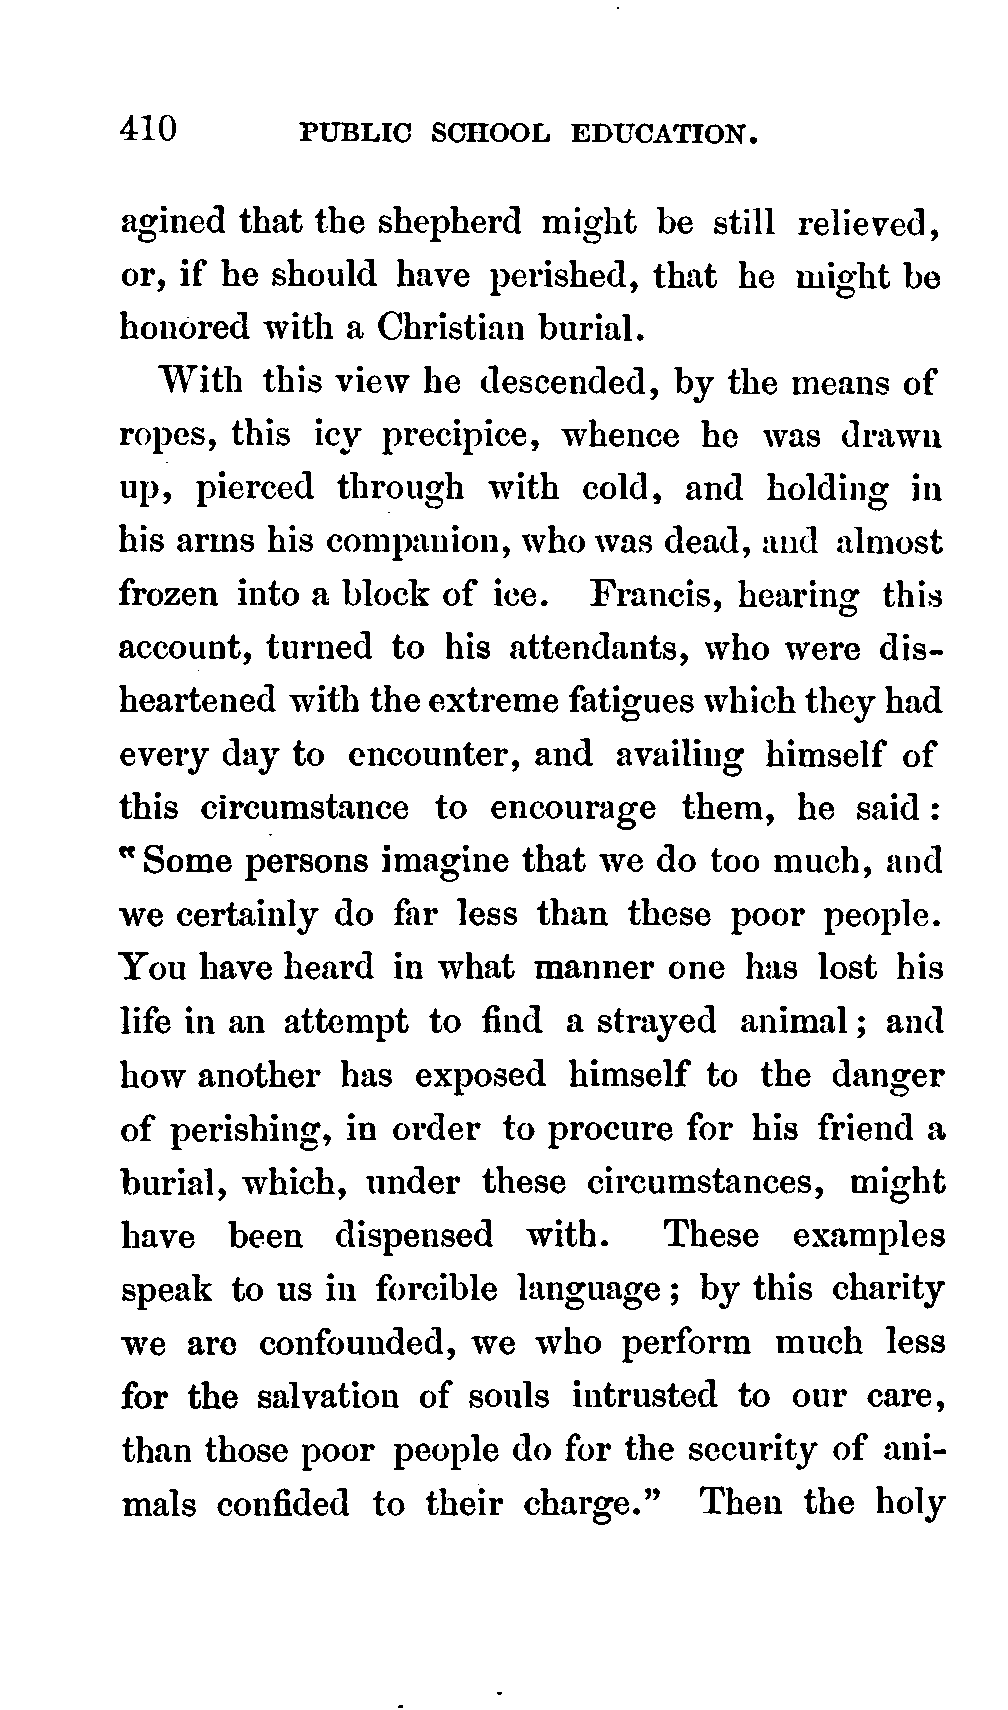 410 PUBLIC SCHOOL EDUCATION.
agined that the shepherd might be still relieved,
or, if he should have perished, that he might be
honored with a Christian burial.
With this view he descended, by the means of
ropes, this icy precipice, whence he was drawn
up, pierced through with cold, and holding in
his arms his companion, who was dead, and almost
frozen into a block of ice. Francis, hearing this
account, turned to his attendants, who were dis-
heartened with the extreme fatigues which they had
every day to encounter, and availing himself of
this circumstance to encourage them, he said:
"Some persons imagine that we do too much, and
we certainly do far less than these poor people.
You have heard in what manner one has lost his
life in an attempt to find a strayed animal; and
how another has exposed himself to the danger
of perishing, in order to procure for his friend a
burial, which, under these circumstances, might
have been dispensed with. These examples
speak to us in forcible language; by this charity
we are confounded, we who perform much less
for the salvation of souls intrusted to our care,
than those poor people do for the security of ani-
mals confided to their charge." Then the holy